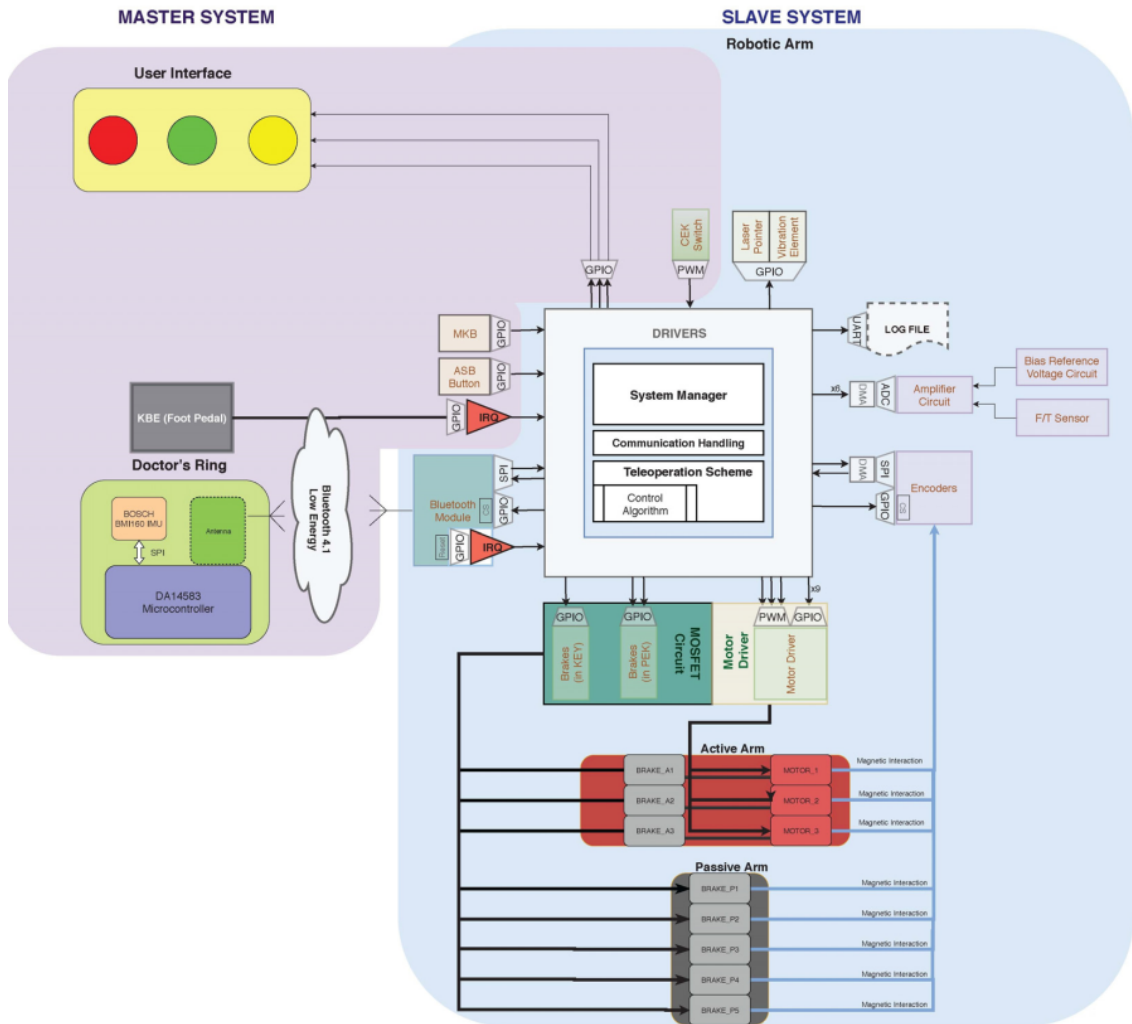 MASTER SYSTEM
SLAVE SYSTEM
Robotic Arm
User Interface
CEK
Switch
PWM
Laser
Pointer
Vibration
Element
GPIO
GPIO
MKB
GPIO
ASB
Button
GPIO
KBE (Foot Pedal)
GPIO
IRQ
DRIVERS
System Manager
Communication Handling
Teleoperation Scheme
Control
Algorithm
UART
LOG FILE
x6
DMA
ADC
Amplifier
Circuit
Bias Reference
Voltage Circuit
F/T Sensor
DMA
SPI
GPIO
CS
Encoders
Doctor's Ring
BOSCH
BMI160 IMU
SPI
Antenna
DA14583
Microcontroller
Bluetooth 4.1
Low Energy
Bluetooth
Module
SPI
CS
GPIO
Reset
GPIO
IRQ
x9
GPIO
Brakes
(in KEY)
GPIO
Brakes
(in PEK)
MOSFET
Circuit
Motor
Driver
PWM
GPIO
Motor Driver
Active Arm
BRAKE_A1
MOTOR_1
Magnetic Interaction
BRAKE_A2
MOTOR_2
Magnetic Interaction
BRAKE_A3
MOTOR_3
Magnetic Interaction
Passive Arm
BRAKE_P1
Magnetic Interaction
BRAKE_P2
Magnetic Interaction
BRAKE_P3
Magnetic Interaction
BRAKE_P4
Magnetic Interaction
BRAKE_P5
Magnetic Interaction